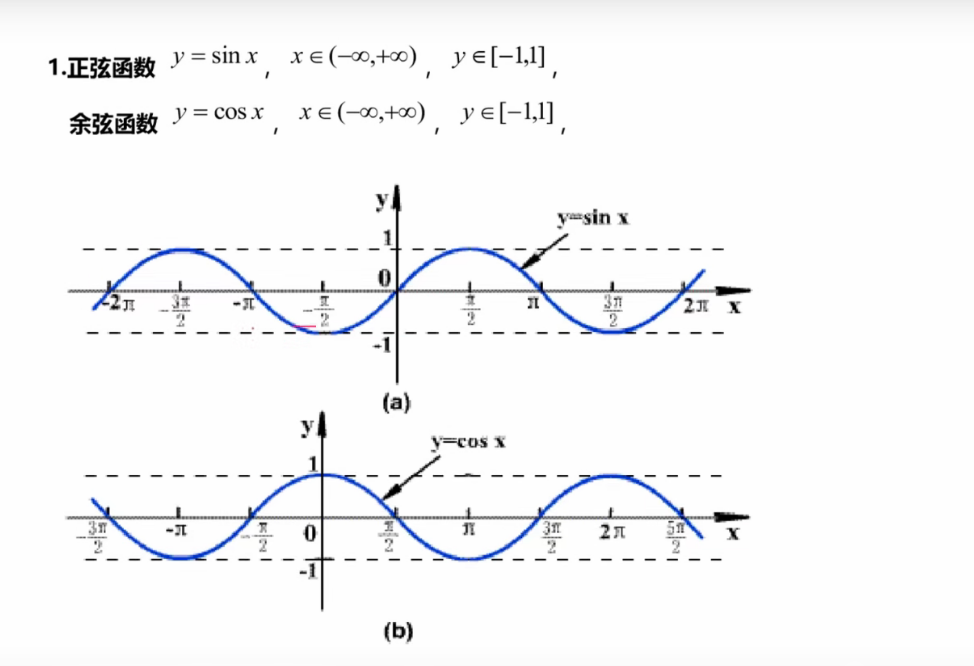 1.正弦函数 y = sin x , x ∈ (−∞,+∞) , y ∈ [−1,1] ,
余弦函数 y = cos x , x ∈ (−∞,+∞) , y ∈ [−1,1] ,
y
y=sin x
1
0
-2π -3π/2 -π -π/2 π/2 π 3π/2 2π x
-1
(a)
y
y=cos x
1
-3π/2 -π -π/2 0 π/2 π 3π/2 2π 5π/2 x
-1
(b)